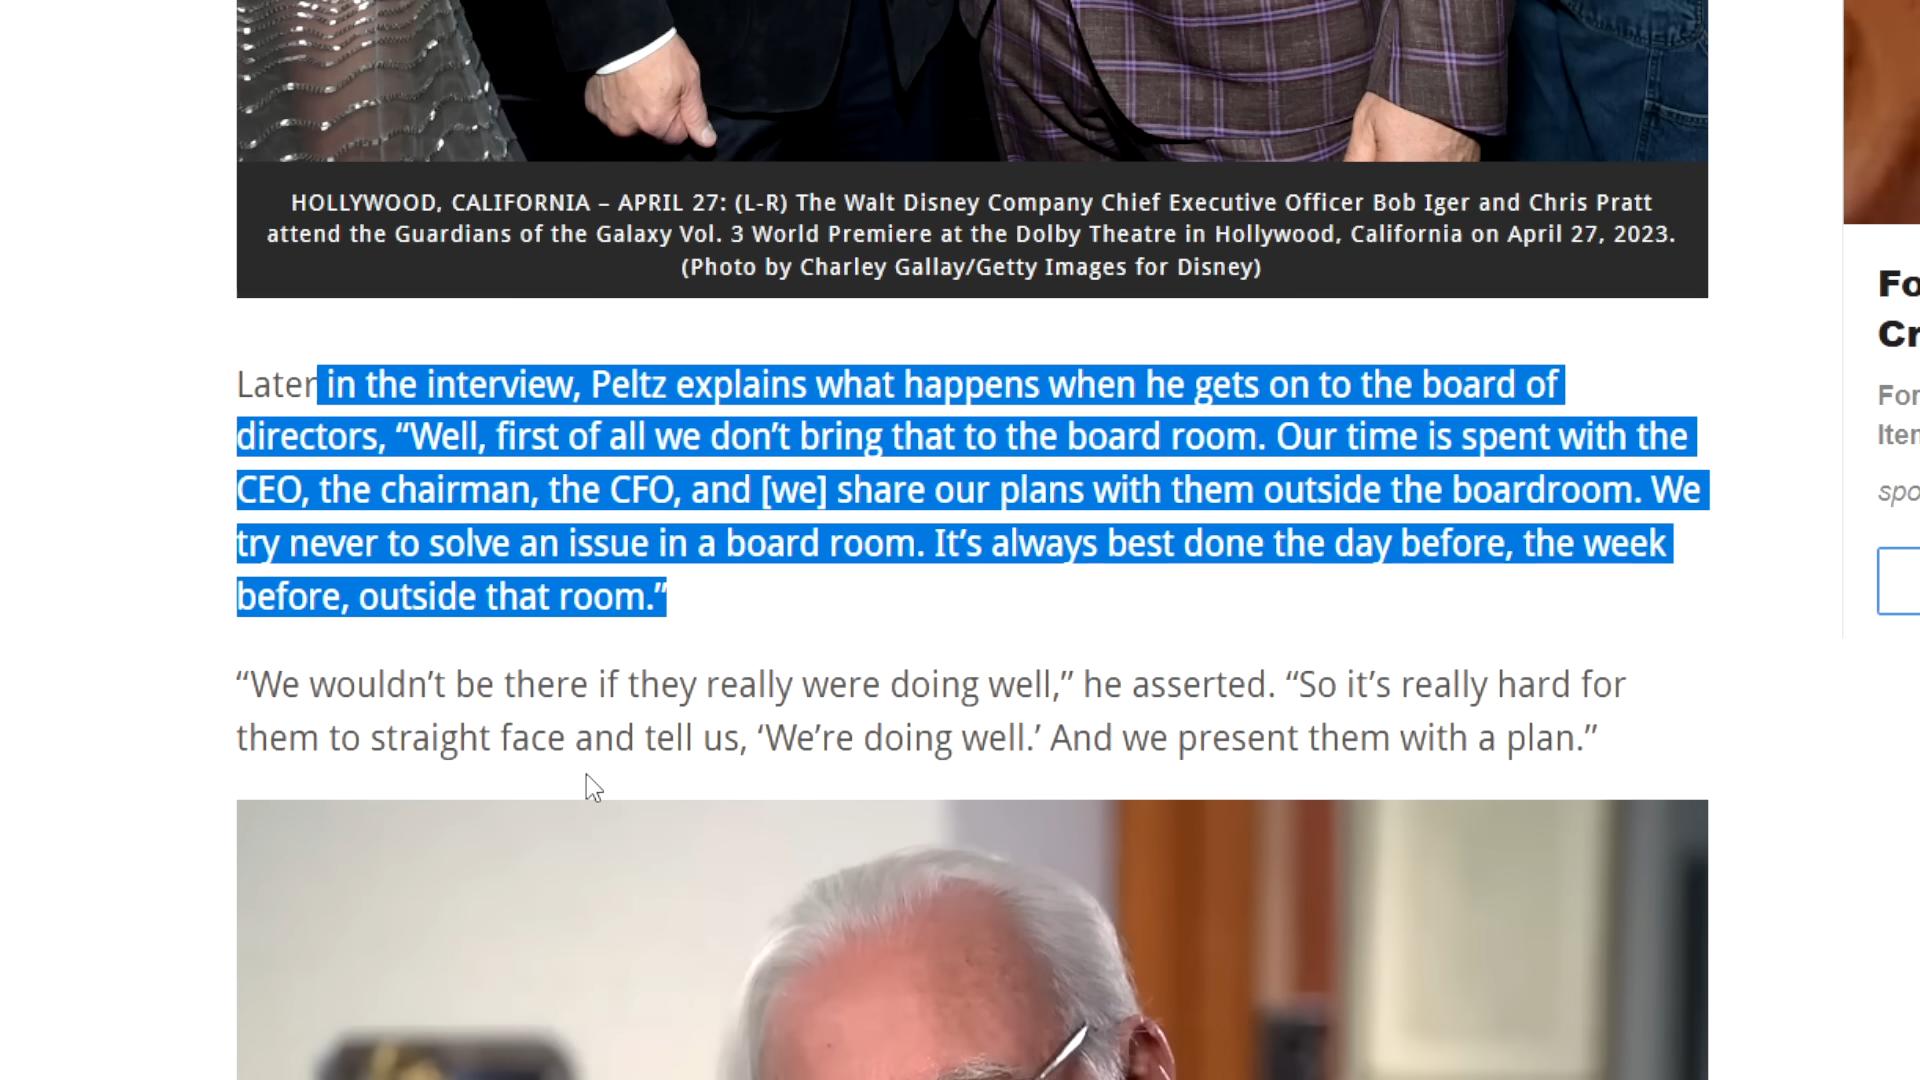 HOLLYWOOD, CALIFORNIA – APRIL 27: (L-R) The Walt Disney Company Chief Executive Officer Bob Iger and Chris Pratt
attend the Guardians of the Galaxy Vol. 3 World Premiere at the Dolby Theatre in Hollywood, California on April 27, 2023.
(Photo by Charley Gallay/Getty Images for Disney)
Later in the interview, Peltz explains what happens when he gets on to the board of
directors, “Well, first of all we don’t bring that to the board room. Our time is spent with the
CEO, the chairman, the CFO, and [we] share our plans with them outside the boardroom. We
try never to solve an issue in a board room. It’s always best done the day before, the week
before, outside that room.”
“We wouldn’t be there if they really were doing well,” he asserted. “So it’s really hard for
them to straight face and tell us, ‘We’re doing well.’ And we present them with a plan.”